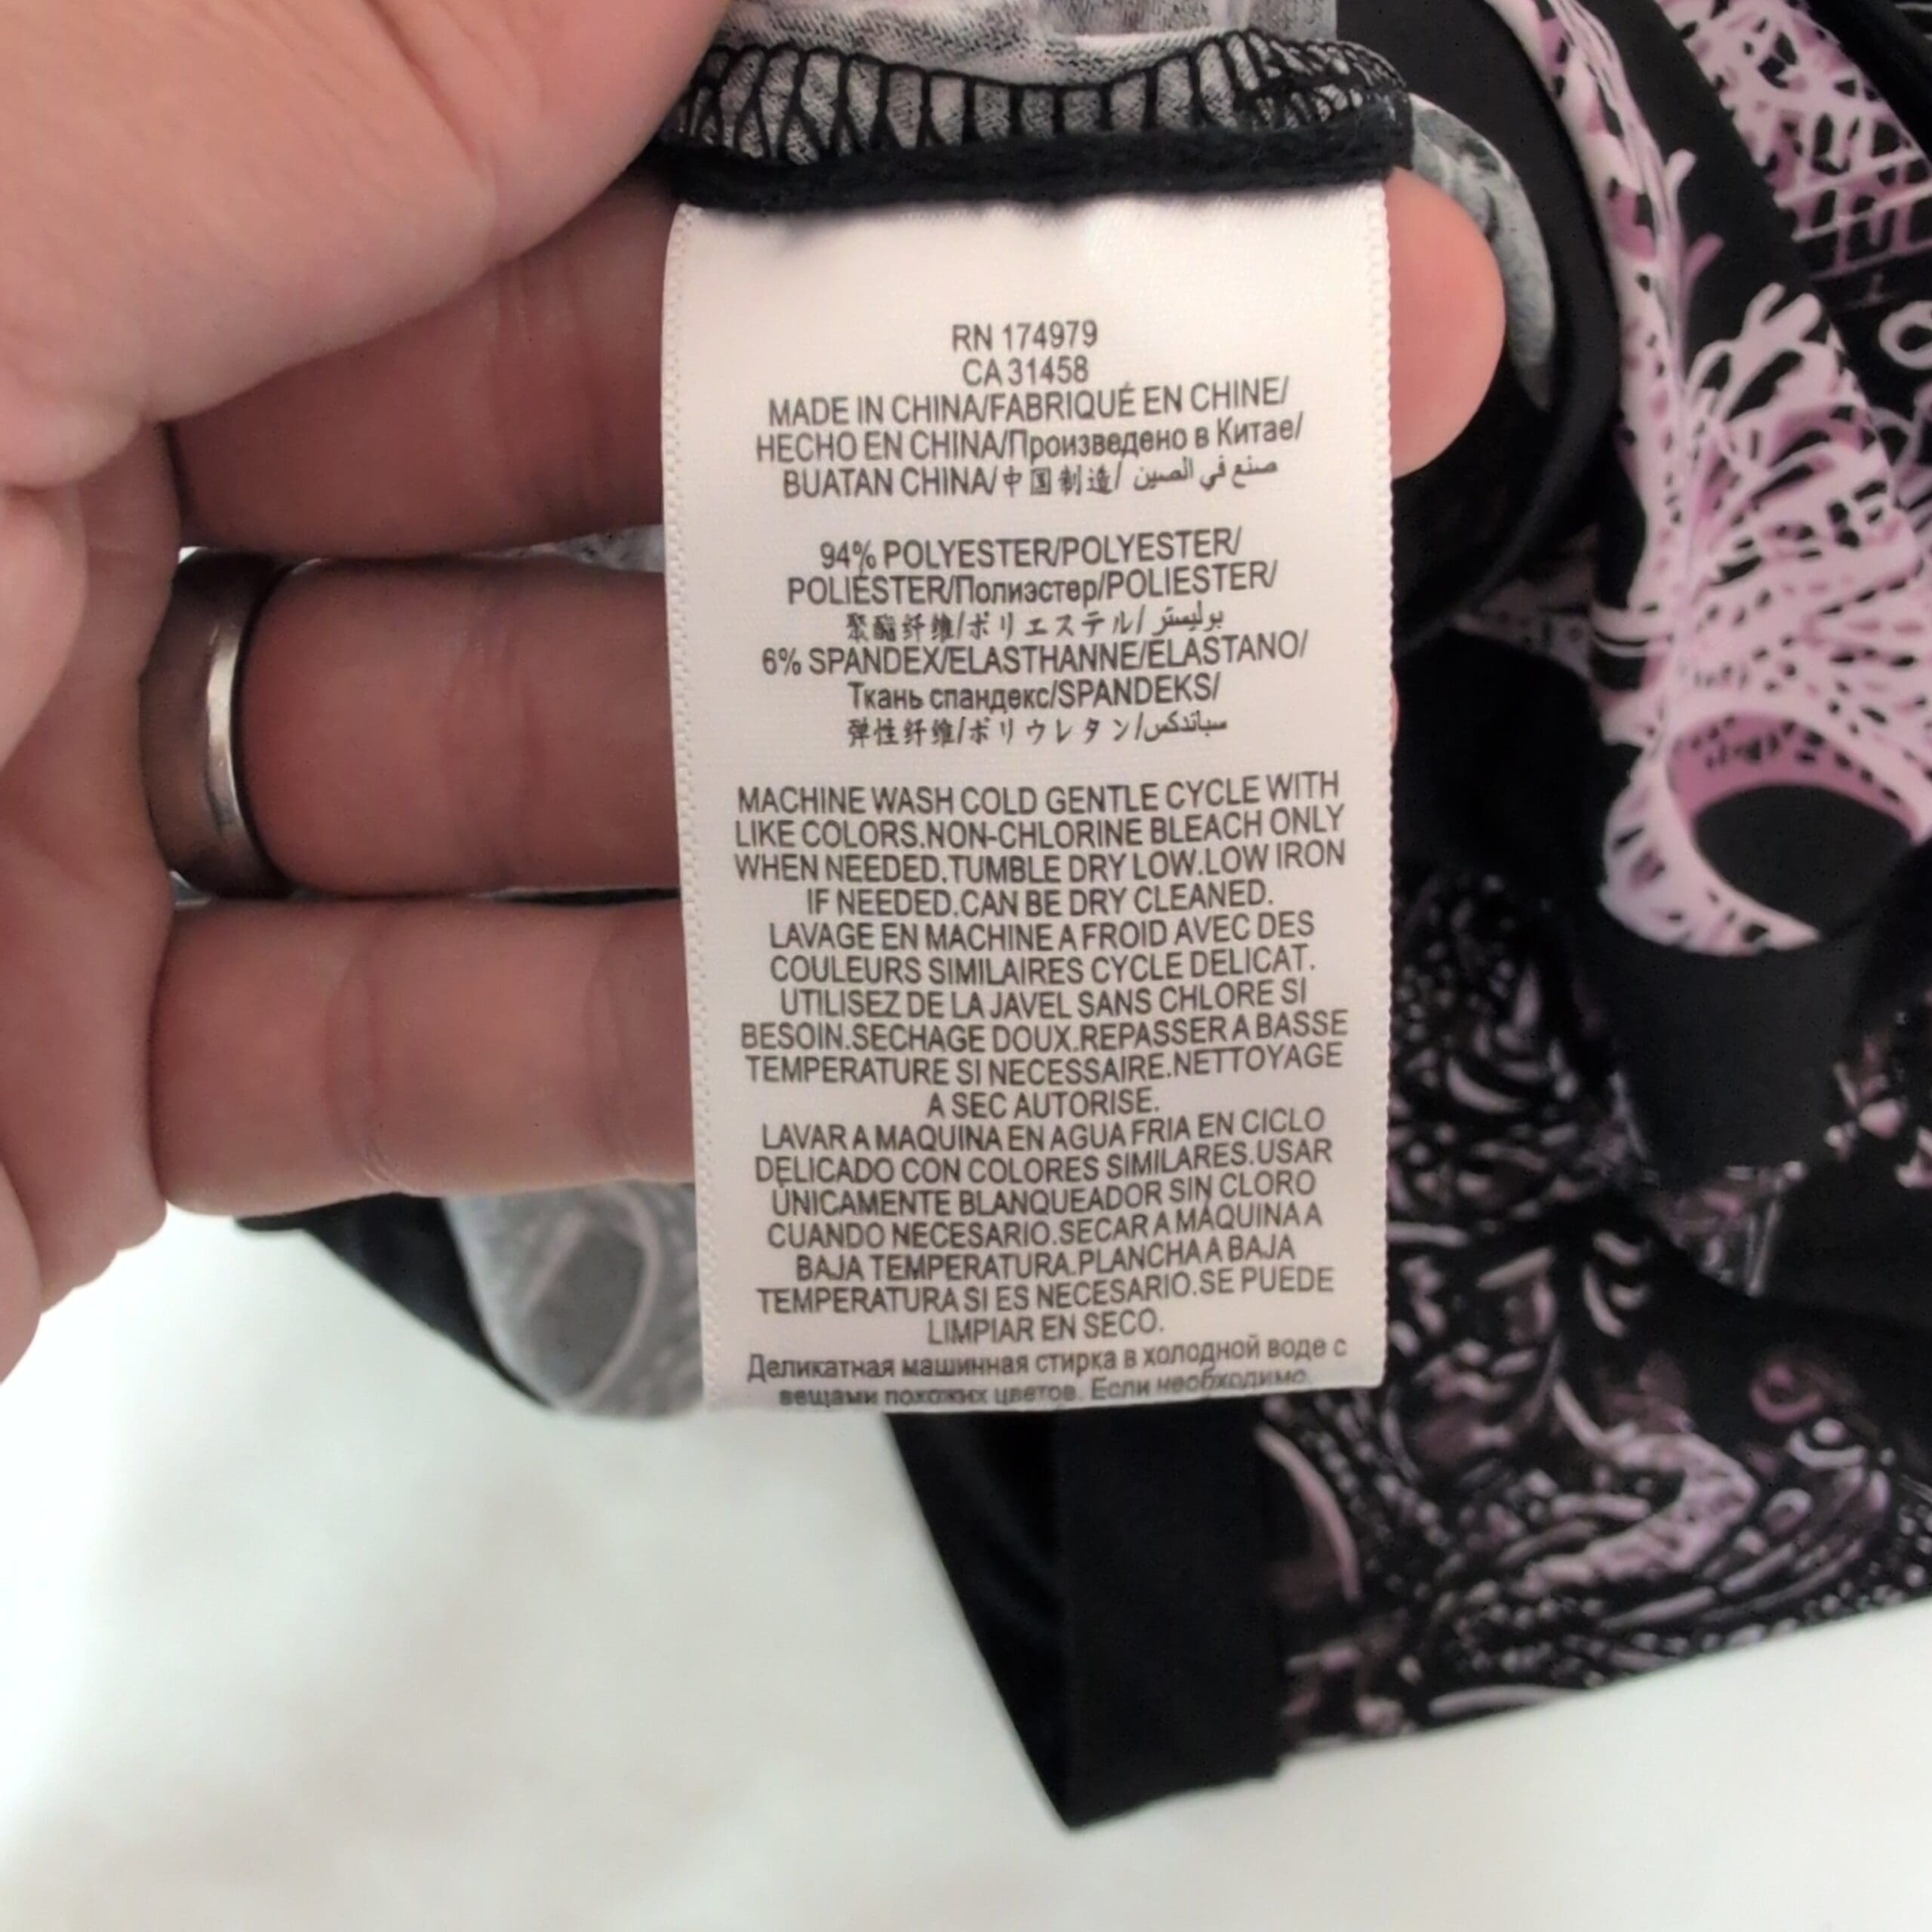 RN 174979
CA 31458
MADE IN CHINA/FABRIQUÉ EN CHINE/
HECHO EN CHINA/Произведено в Китае/
BUATAN CHINA/中国制造/ صنع في الصين
94% POLYESTER/POLYESTER/
POLIÉSTER/Полиэстер/POLIESTER/
聚酯纤维/ポリエステル/ بوليستر
6% SPANDEX/ELASTHANNE/ELASTANO/
Ткань спандекс/SPANDEKS/
弹性纤维/ポリウレタン/سباندكس
MACHINE WASH COLD GENTLE CYCLE WITH
LIKE COLORS.NON-CHLORINE BLEACH ONLY
WHEN NEEDED.TUMBLE DRY LOW.LOW IRON
IF NEEDED.CAN BE DRY CLEANED.
LAVAGE EN MACHINE A FROID AVEC DES
COULEURS SIMILAIRES CYCLE DELICAT.
UTILISEZ DE LA JAVEL SANS CHLORE SI
BESOIN.SECHAGE DOUX.REPASSER A BASSE
TEMPERATURE SI NECESSAIRE.NETTOYAGE
A SEC AUTORISE.
LAVAR A MAQUINA EN AGUA FRIA EN CICLO
DELICADO CON COLORES SIMILARES.USAR
ÚNICAMENTE BLANQUEADOR SIN CLORO
CUANDO NECESARIO.SECAR A MÁQUINA A
BAJA TEMPERATURA.PLANCHA A BAJA
TEMPERATURA SI ES NECESARIO.SE PUEDE
LIMPIAR EN SECO.
Деликатная машинная стирка в холодной воде с
вещами похожих цветов. Если необходимо,